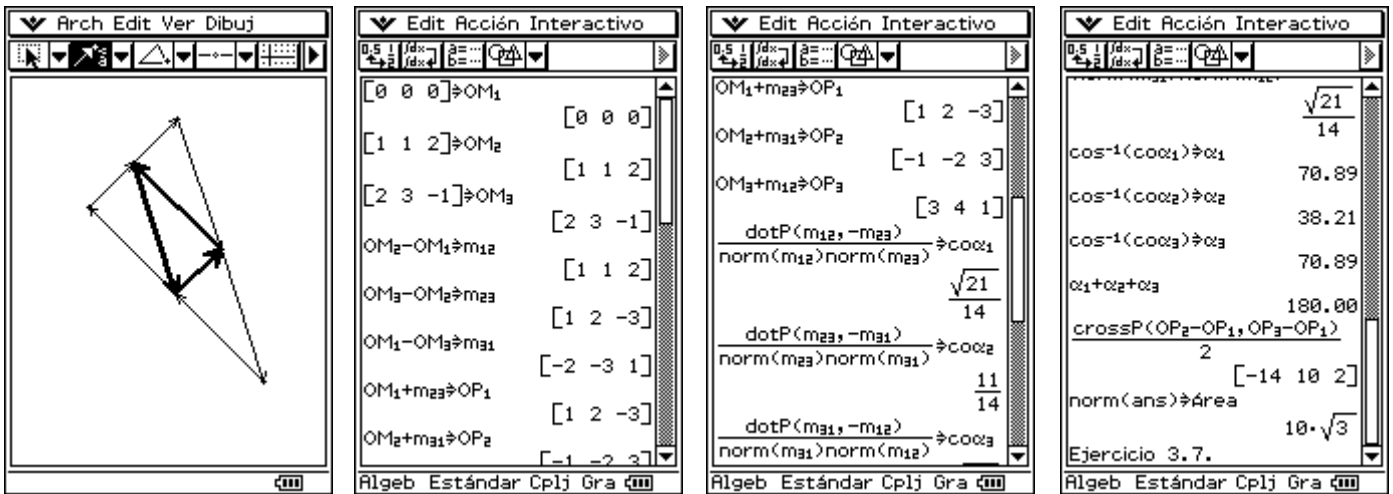 Arch Edit Ver Dibuj
Edit Acción Interactivo
[0 0 0]⇒OM₁
[0 0 0]
[1 1 2]⇒OM₂
[1 1 2]
[2 3 -1]⇒OM₃
[2 3 -1]
OM₂-OM₁⇒m₁₂
[1 1 2]
OM₃-OM₂⇒m₂₃
[1 2 -3]
OM₁-OM₃⇒m₃₁
[-2 -3 1]
OM₁+m₂₃⇒OP₁
[1 2 -3]
OM₂+m₃₁⇒OP₂
[-1 -2 3]
Algeb Estándar Cplj Gra
Edit Acción Interactivo
OM₁+m₂₃⇒OP₁
[1 2 -3]
OM₂+m₃₁⇒OP₂
[-1 -2 3]
OM₃+m₁₂⇒OP₃
[3 4 1]
dotP(m₁₂,-m₂₃)
norm(m₁₂)norm(m₂₃) ⇒coα₁
√21
14
dotP(m₂₃,-m₃₁)
norm(m₂₃)norm(m₃₁) ⇒coα₂
11
14
dotP(m₃₁,-m₁₂)
norm(m₃₁)norm(m₁₂) ⇒coα₃
Algeb Estándar Cplj Gra
Edit Acción Interactivo
√21
14
cos⁻¹(coα₁)⇒α₁
70.89
cos⁻¹(coα₂)⇒α₂
38.21
cos⁻¹(coα₃)⇒α₃
70.89
α₁+α₂+α₃
180.00
crossP(OP₂-OP₁,OP₃-OP₁)
2
[-14 10 2]
norm(ans)⇒área
10·√3
Ejercicio 3.7.
Algeb Estándar Cplj Gra